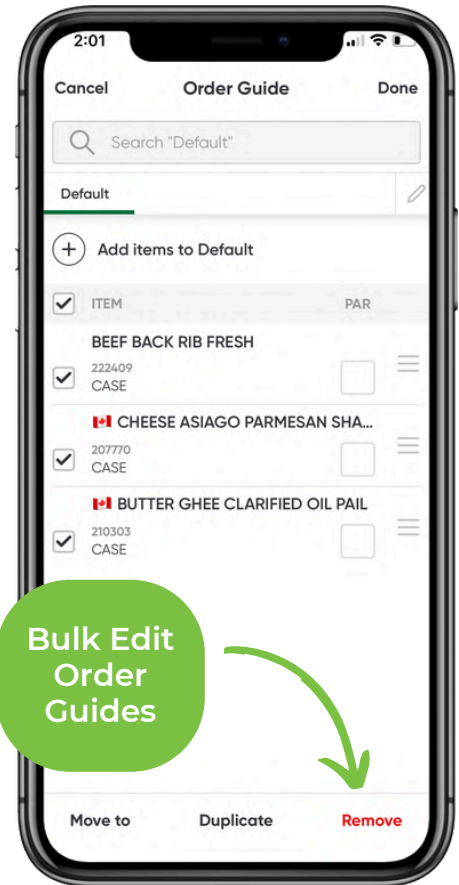 2:01
Cancel Order Guide Done
Search "Default"
Default
Add items to Default
ITEM PAR
BEEF BACK RIB FRESH
222409
CASE
CHEESE ASIAGO PARMESAN SHA...
207770
CASE
BUTTER GHEE CLARIFIED OIL PAIL
210303
CASE
Bulk Edit
Order
Guides
Move to Duplicate Remove